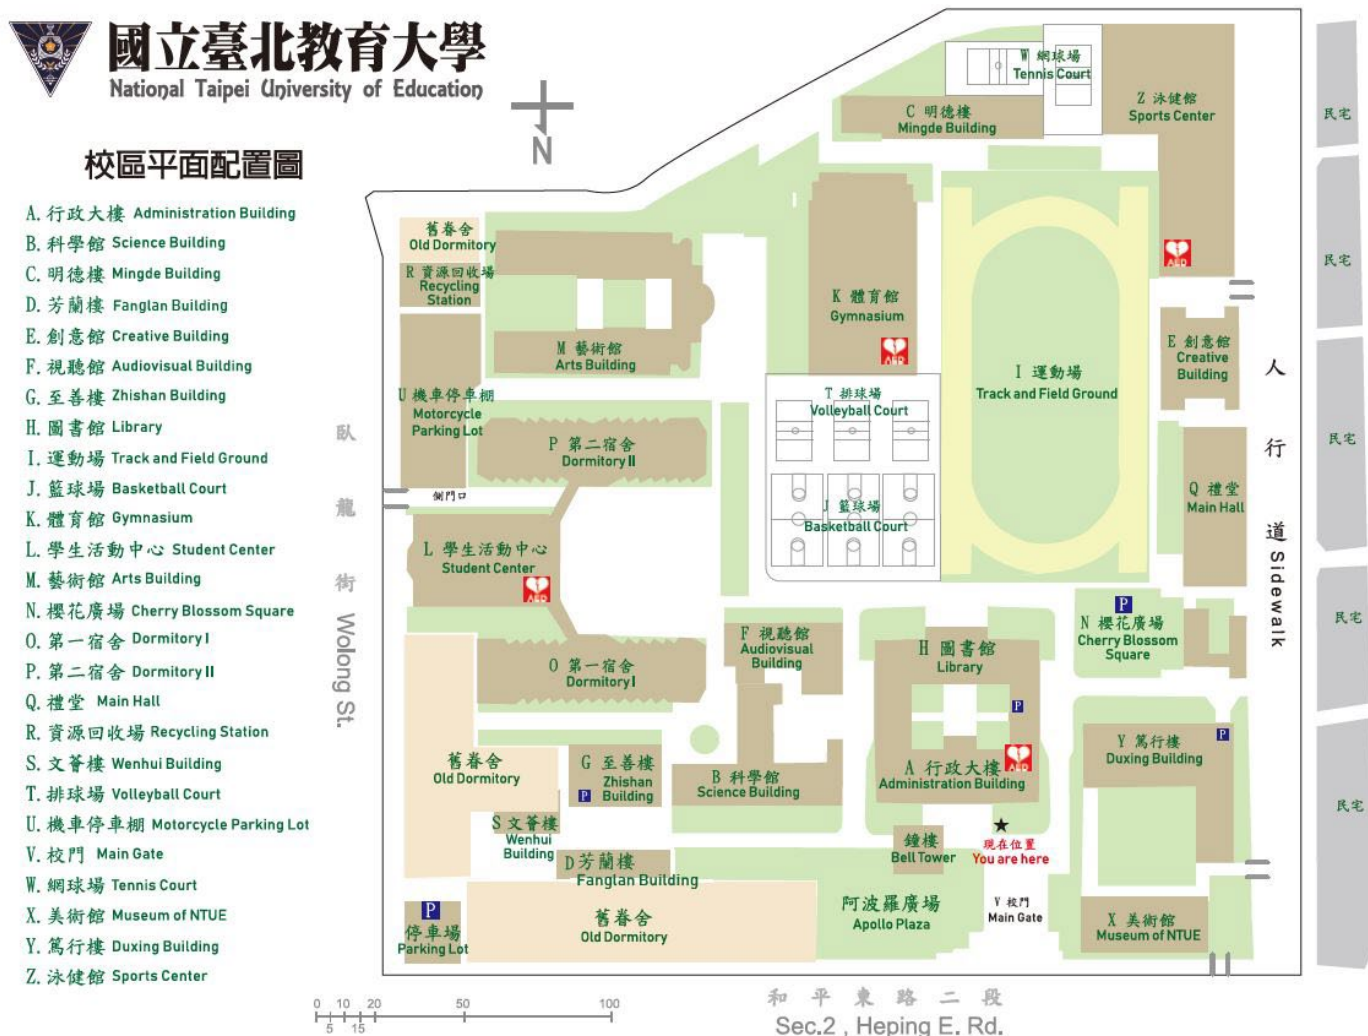 國立臺北教育大學
National Taipei University of Education
N
校區平面配置圖
A. 行政大樓 Administration Building
B. 科學館 Science Building
C. 明德樓 Mingde Building
D. 芳蘭樓 Fanglan Building
E. 創意館 Creative Building
F. 視聽館 Audiovisual Building
G. 至善樓 Zhishan Building
H. 圖書館 Library
I. 運動場 Track and Field Ground
J. 籃球場 Basketball Court
K. 體育館 Gymnasium
L. 學生活動中心 Student Center
M. 藝術館 Arts Building
N. 櫻花廣場 Cherry Blossom Square
O. 第一宿舍 Dormitory I
P. 第二宿舍 Dormitory II
Q. 禮堂 Main Hall
R. 資源回收場 Recycling Station
S. 文薈樓 Wenhui Building
T. 排球場 Volleyball Court
U. 機車停車棚 Motorcycle Parking Lot
V. 校門 Main Gate
W. 網球場 Tennis Court
X. 美術館 Museum of NTUE
Y. 篤行樓 Duxing Building
Z. 泳健館 Sports Center
W 網球場
Tennis Court
C 明德樓
Mingde Building
Z 泳健館
Sports Center
AED
舊眷舍
Old Dormitory
R 資源回收場
Recycling
Station
M 藝術館
Arts Building
K 體育館
Gymnasium
AED
E 創意館
Creative
Building
I 運動場
Track and Field Ground
U 機車停車棚
Motorcycle
Parking Lot
T 排球場
Volleyball Court
P 第二宿舍
Dormitory II
側門口
J 籃球場
Basketball Court
Q 禮堂
Main Hall
L 學生活動中心
Student Center
AED
P
N 櫻花廣場
Cherry Blossom
Square
F 視聽館
Audiovisual
Building
H 圖書館
Library
P
O 第一宿舍
Dormitory I
舊眷舍
Old Dormitory
G 至善樓
Zhishan
Building
P
B 科學館
Science Building
AED
A 行政大樓
Administration Building
Y 篤行樓
Duxing Building
P
S 文薈樓
Wenhui
Building
鐘樓
Bell Tower
★
現在位置
You are here
D 芳蘭樓
Fanglan Building
P
停車場
Parking Lot
舊眷舍
Old Dormitory
阿波羅廣場
Apollo Plaza
V 校門
Main Gate
X 美術館
Museum of NTUE
臥龍街 Wolong St.
人行道 Sidewalk
民宅
民宅
民宅
民宅
民宅
0 10 20 50 100
5 15
和平東路二段
Sec.2 , Heping E. Rd.